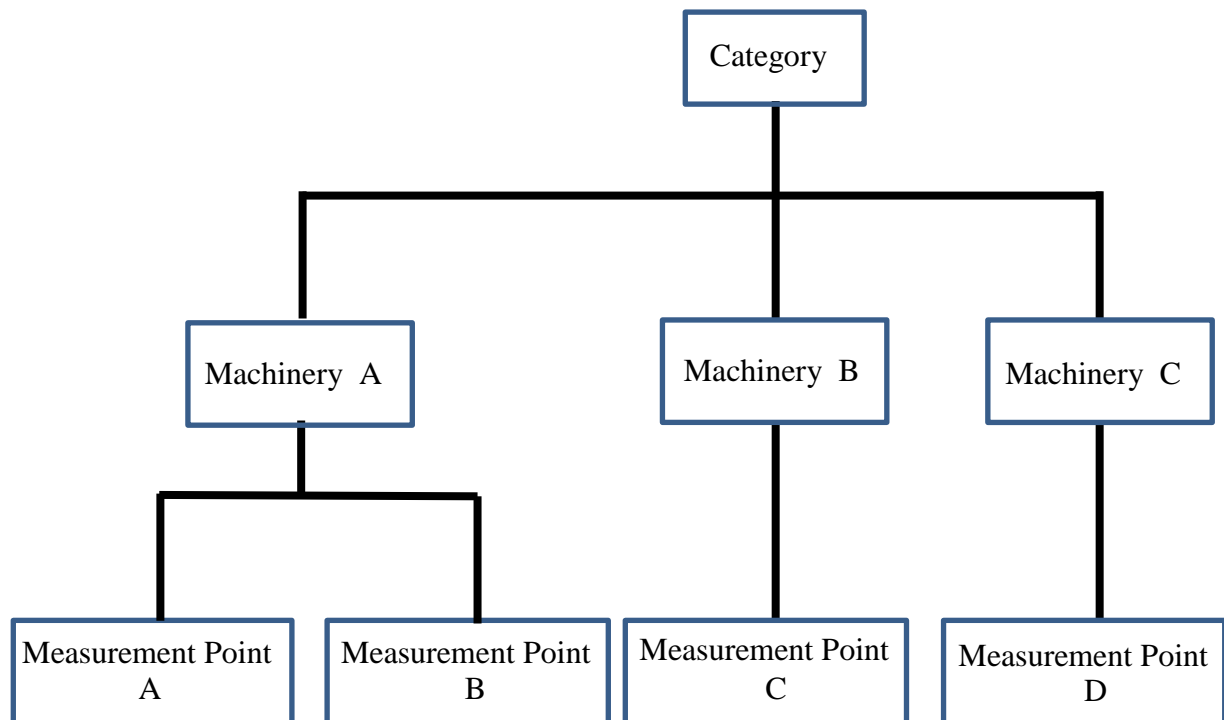 Category
Machinery  A
Machinery  B
Machinery  C
Measurement Point
A
Measurement Point
B
Measurement Point
C
Measurement Point
D